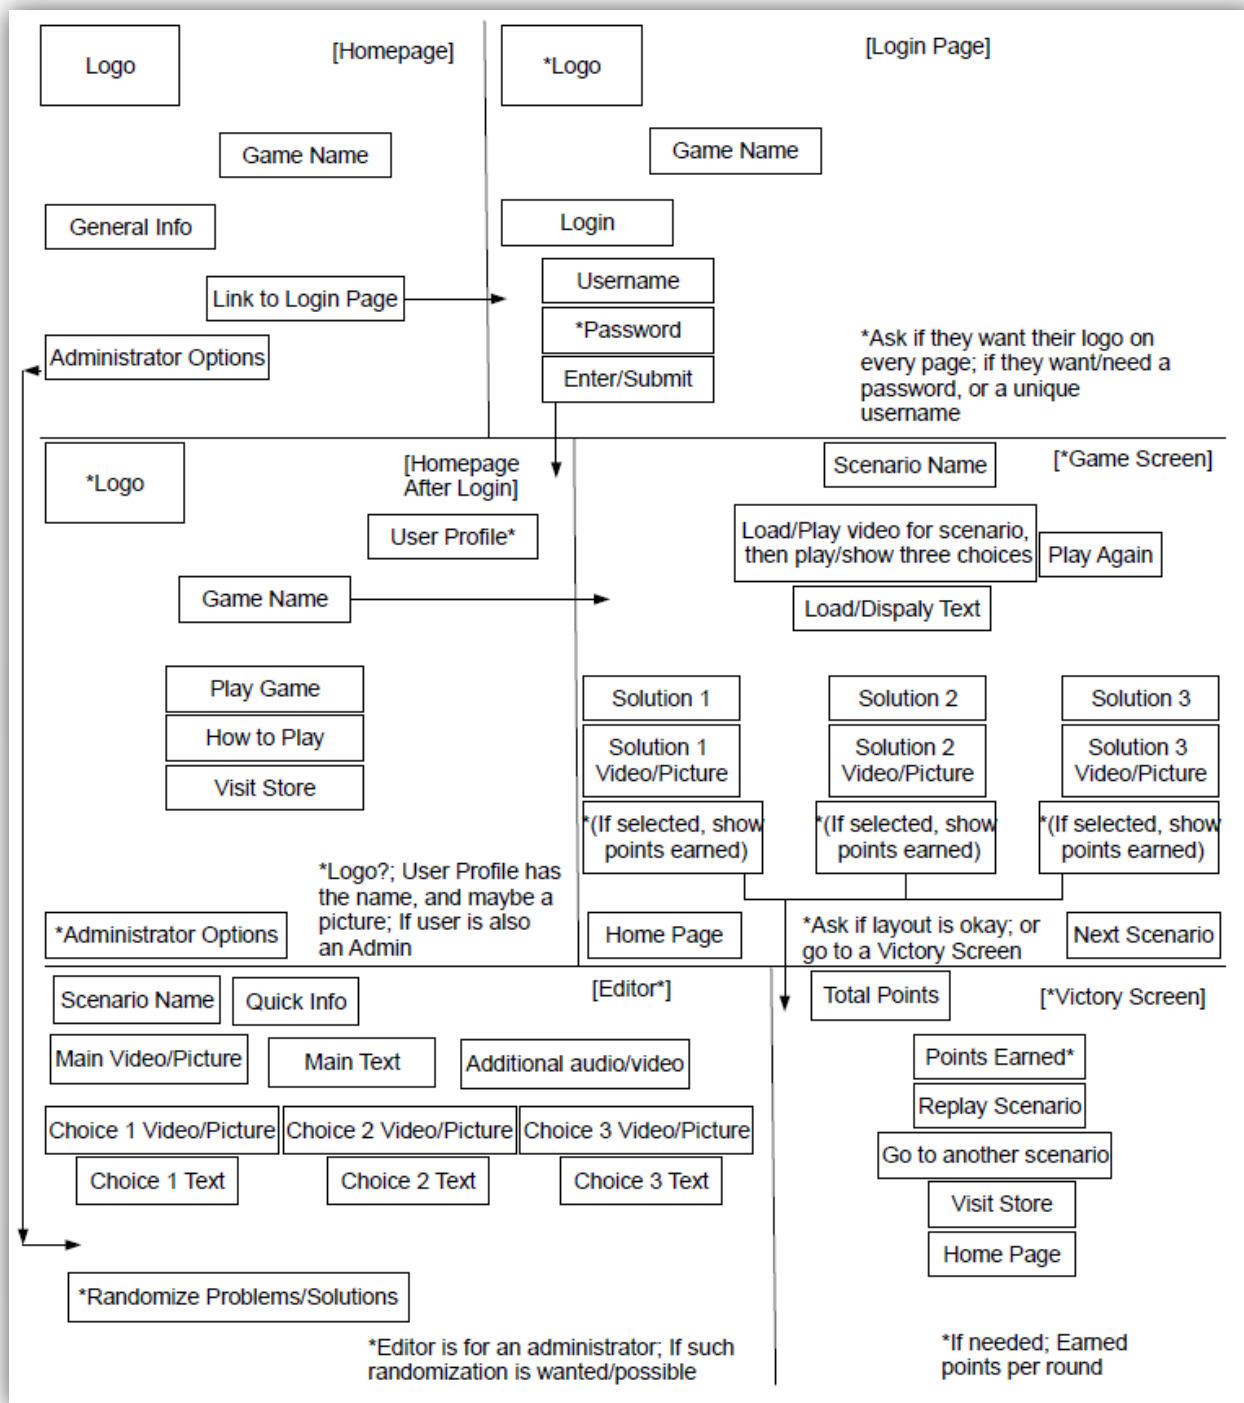 Logo
[Homepage]
Game Name
General Info
Link to Login Page
Administrator Options
*Logo
[Login Page]
Game Name
Login
Username
*Password
Enter/Submit
*Ask if they want their logo on
every page; if they want/need a
password, or a unique
username
*Logo
[Homepage
After Login]
User Profile*
Game Name
Play Game
How to Play
Visit Store
*Logo?; User Profile has
the name, and maybe a
picture; If user is also
an Admin
*Administrator Options
Scenario Name
[*Game Screen]
Load/Play video for scenario,
then play/show three choices
Play Again
Load/Dispaly Text
Solution 1
Solution 2
Solution 3
Solution 1
Video/Picture
Solution 2
Video/Picture
Solution 3
Video/Picture
*(If selected, show
points earned)
*(If selected, show
points earned)
*(If selected, show
points earned)
Home Page
*Ask if layout is okay; or
go to a Victory Screen
Next Scenario
Scenario Name
Quick Info
[Editor*]
Main Video/Picture
Main Text
Additional audio/video
Choice 1 Video/Picture
Choice 2 Video/Picture
Choice 3 Video/Picture
Choice 1 Text
Choice 2 Text
Choice 3 Text
*Randomize Problems/Solutions
*Editor is for an administrator; If such
randomization is wanted/possible
Total Points
[*Victory Screen]
Points Earned*
Replay Scenario
Go to another scenario
Visit Store
Home Page
*If needed; Earned
points per round